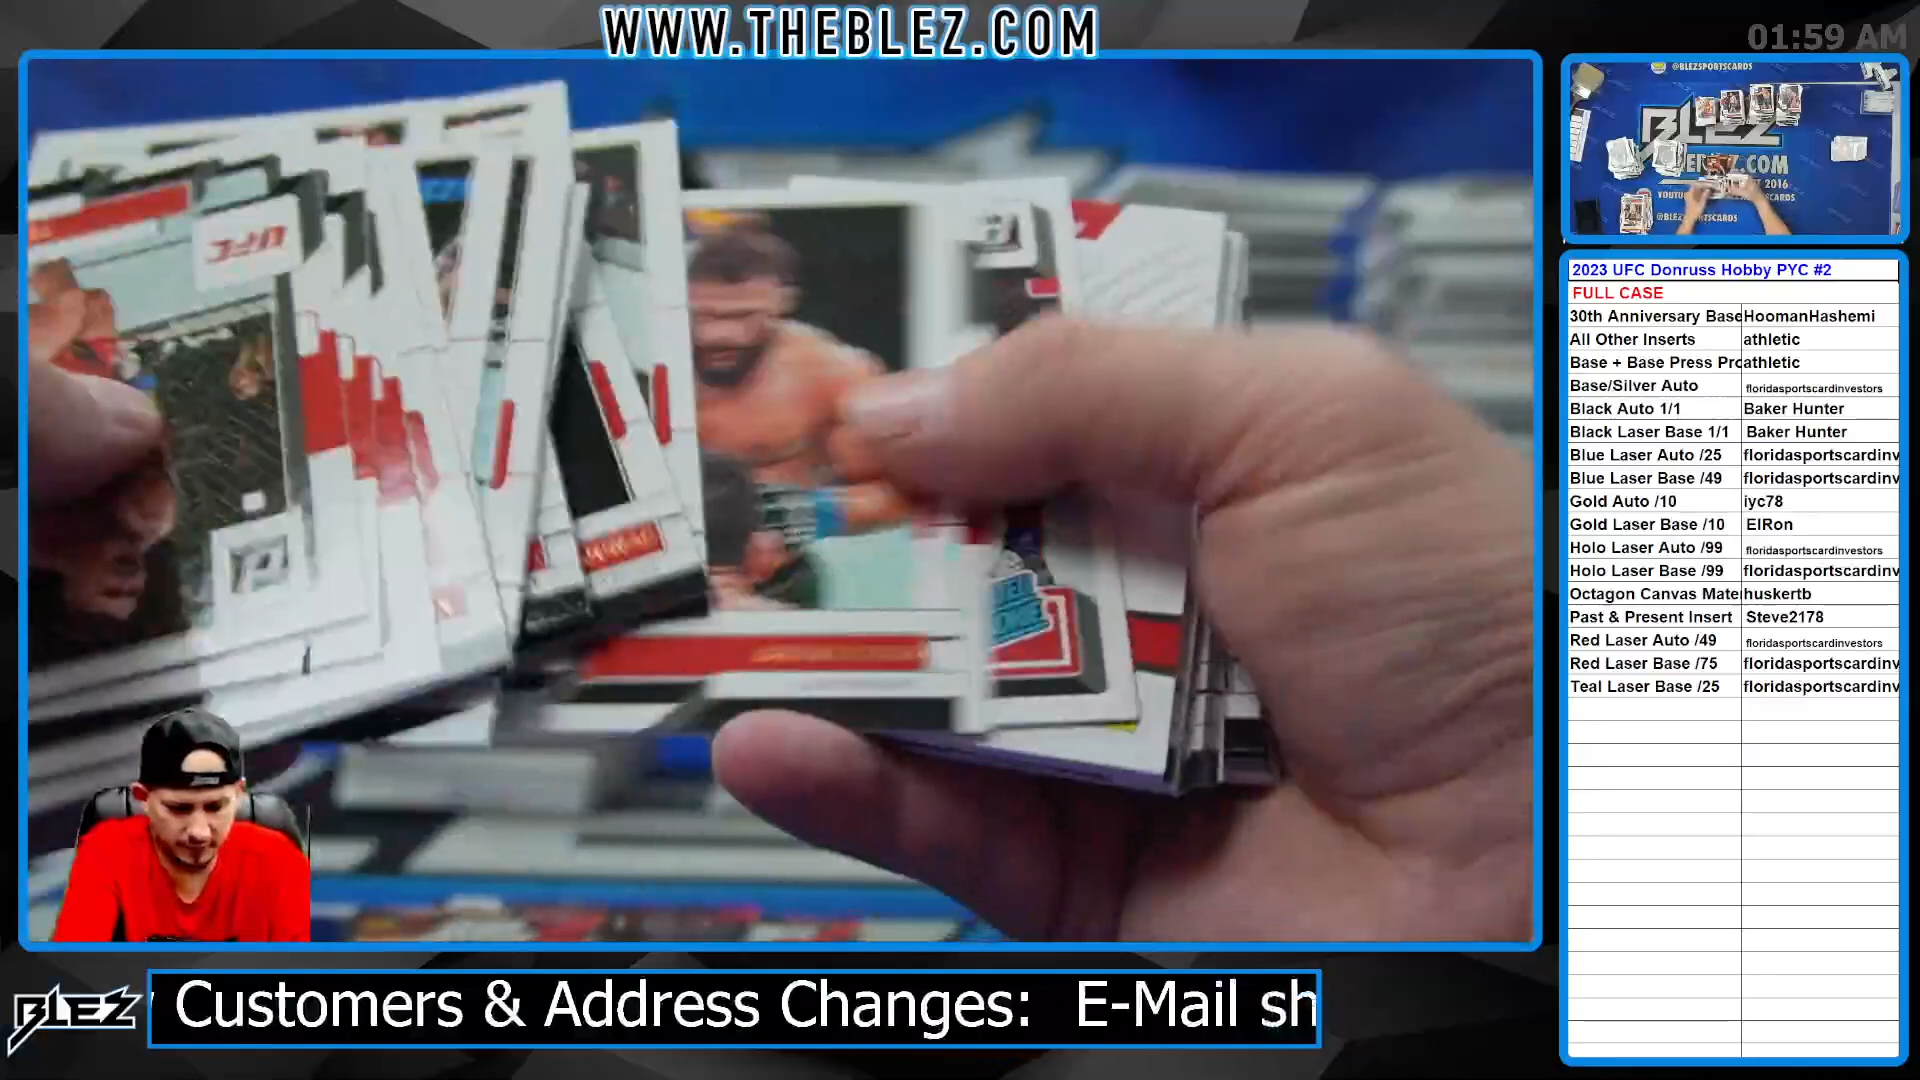 WWW.THEBLEZ.COM
01:59 AM
@BLEZSPORTSCARDS
BLEZ
2016
@BLEZSPORTSCARDS
UFC
2023 UFC Donruss Hobby PYC #2
FULL CASE
30th Anniversary Base HoomanHashemi
All Other Inserts athletic
Base + Base Press Pro athletic
Base/Silver Auto floridasportscardinvestors
Black Auto 1/1 Baker Hunter
Black Laser Base 1/1 Baker Hunter
Blue Laser Auto /25 floridasportscardinv
Blue Laser Base /49 floridasportscardinv
Gold Auto /10 iyc78
Gold Laser Base /10 ElRon
Holo Laser Auto /99 floridasportscardinvestors
Holo Laser Base /99 floridasportscardinv
Octagon Canvas Mate huskertb
Past & Present Insert Steve2178
Red Laser Auto /49 floridasportscardinvestors
Red Laser Base /75 floridasportscardinv
Teal Laser Base /25 floridasportscardinv
BLEZ
Customers & Address Changes: E-Mail sh